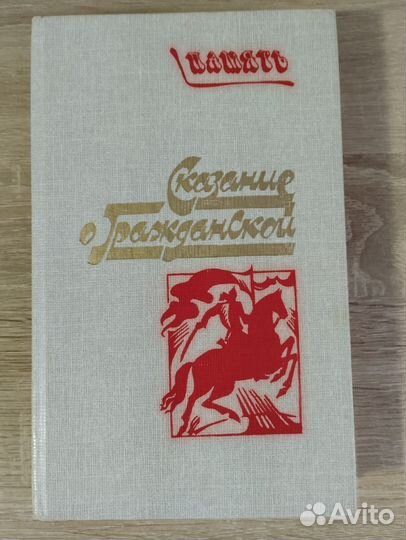 память
Сказание
о Гражданской
Avito